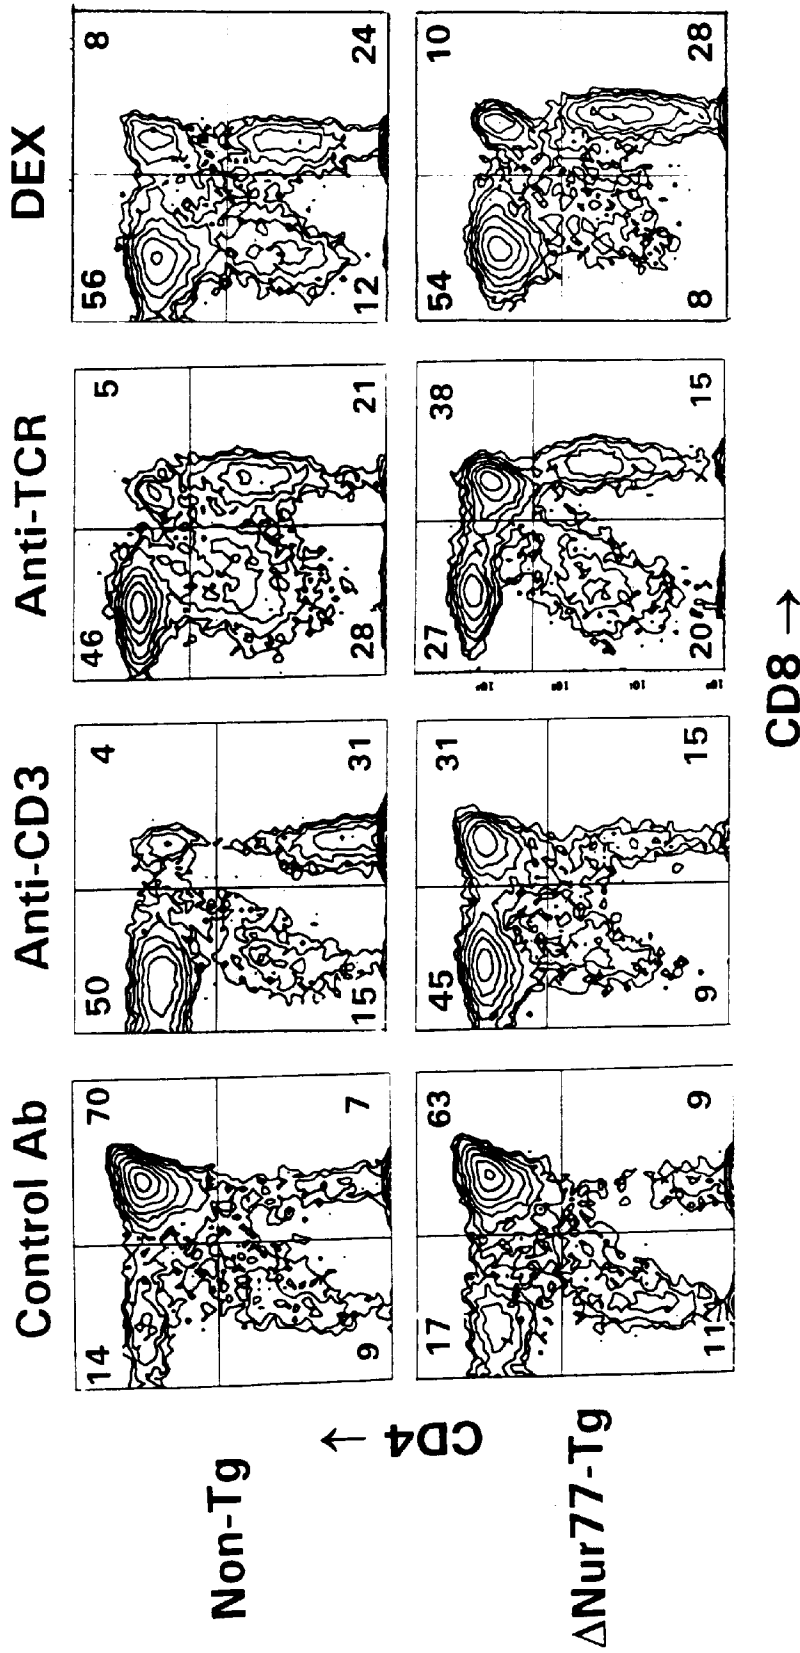 Control Ab Anti-CD3 Anti-TCR DEX
14 70 50 4 46 5 56 8
Non-Tg
9 7 15 31 28 21 12 24
CD4 →
17 63 45 31 27 38 54 10
ΔNur77-Tg
11 9 9 15 20 15 8 28
CD8 →